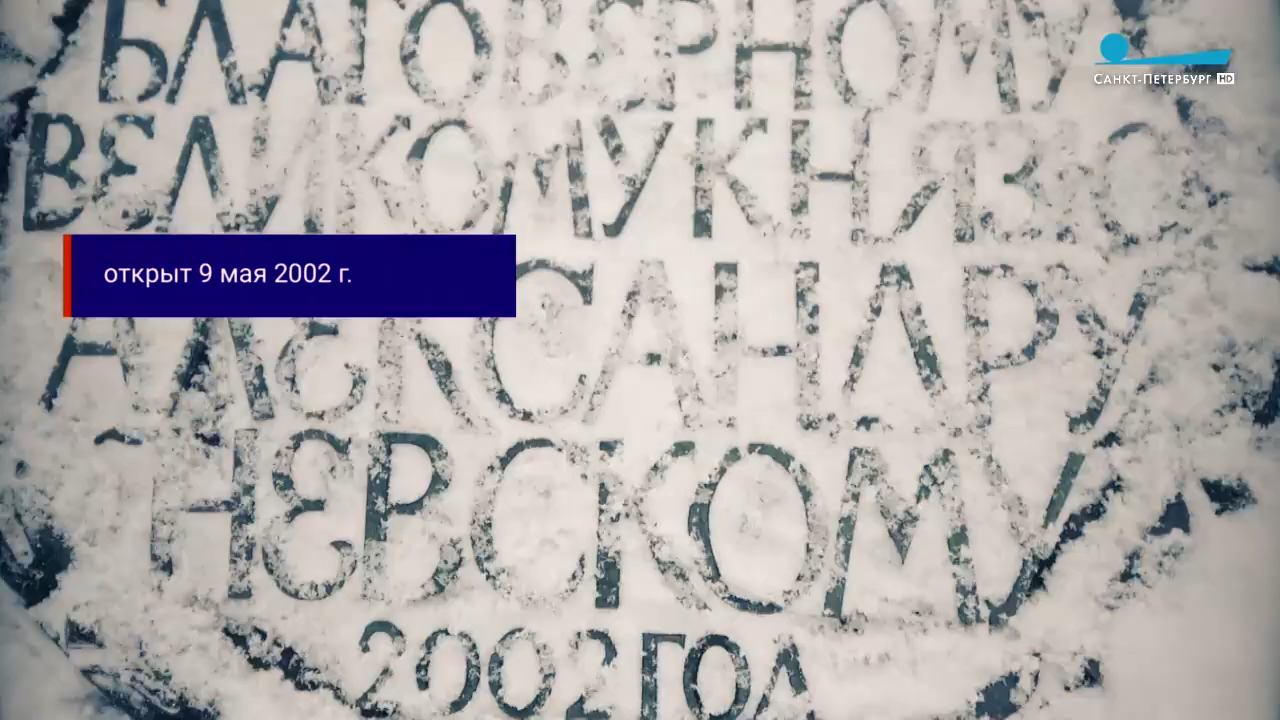 БЛАГОВЕРНОМУ
САНКТ-ПЕТЕРБУРГ HD
ВЕЛИКОМУ КНЯЗЮ
открыт 9 мая 2002 г.
АЛЕКСАНДРУ
НЕВСКОМУ
2002 ГОД